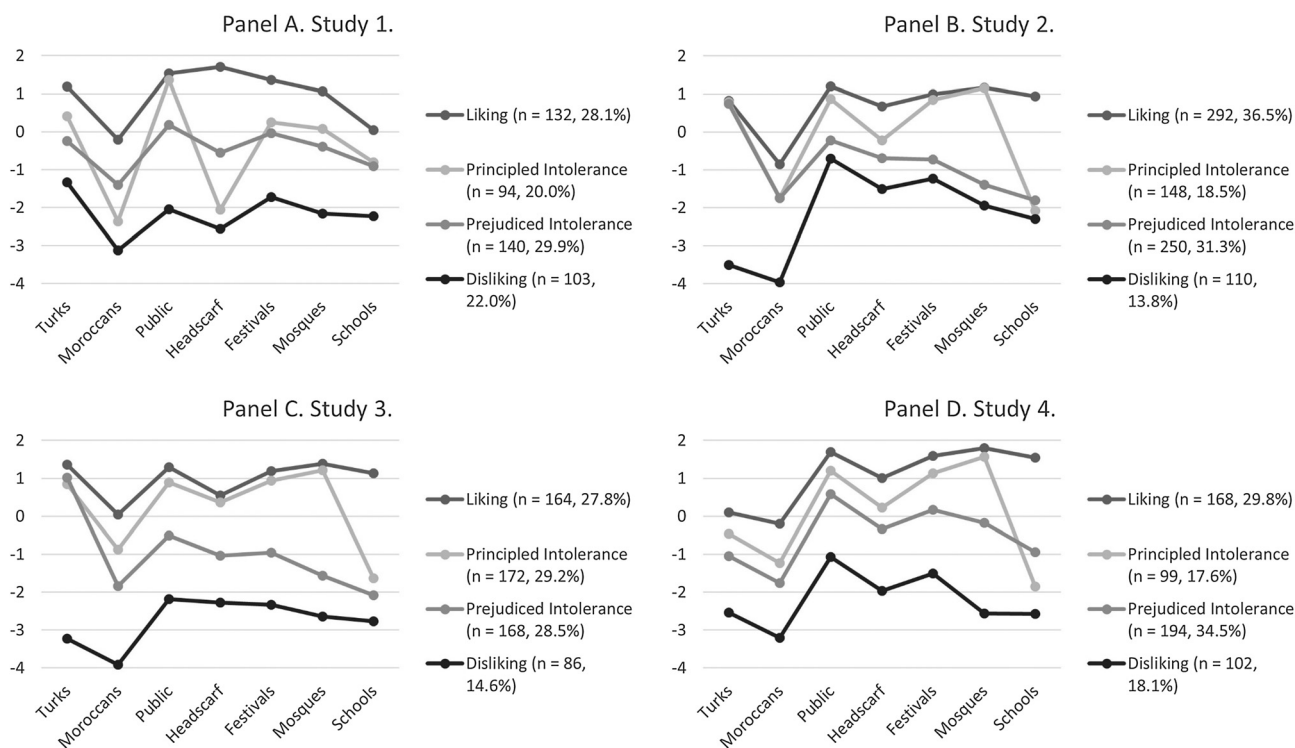 Panel A. Study 1.
2
1
0
-1
-2
-3
-4
Turks
Moroccans
Public
Headscarf
Festivals
Mosques
Schools
Liking (n = 132, 28.1%)
Principled Intolerance
(n = 94, 20.0%)
Prejudiced Intolerance
(n = 140, 29.9%)
Disliking (n = 103,
22.0%)
Panel B. Study 2.
2
1
0
-1
-2
-3
-4
Turks
Moroccans
Public
Headscarf
Festivals
Mosques
Schools
Liking (n = 292, 36.5%)
Principled Intolerance
(n = 148, 18.5%)
Prejudiced Intolerance
(n = 250, 31.3%)
Disliking (n = 110,
13.8%)
Panel C. Study 3.
2
1
0
-1
-2
-3
-4
Turks
Moroccans
Public
Headscarf
Festivals
Mosques
Schools
Liking (n = 164, 27.8%)
Principled Intolerance
(n = 172, 29.2%)
Prejudiced Intolerance
(n = 168, 28.5%)
Disliking (n = 86,
14.6%)
Panel D. Study 4.
2
1
0
-1
-2
-3
-4
Turks
Moroccans
Public
Headscarf
Festivals
Mosques
Schools
Liking (n = 168, 29.8%)
Principled Intolerance
(n = 99, 17.6%)
Prejudiced Intolerance
(n = 194, 34.5%)
Disliking (n = 102,
18.1%)